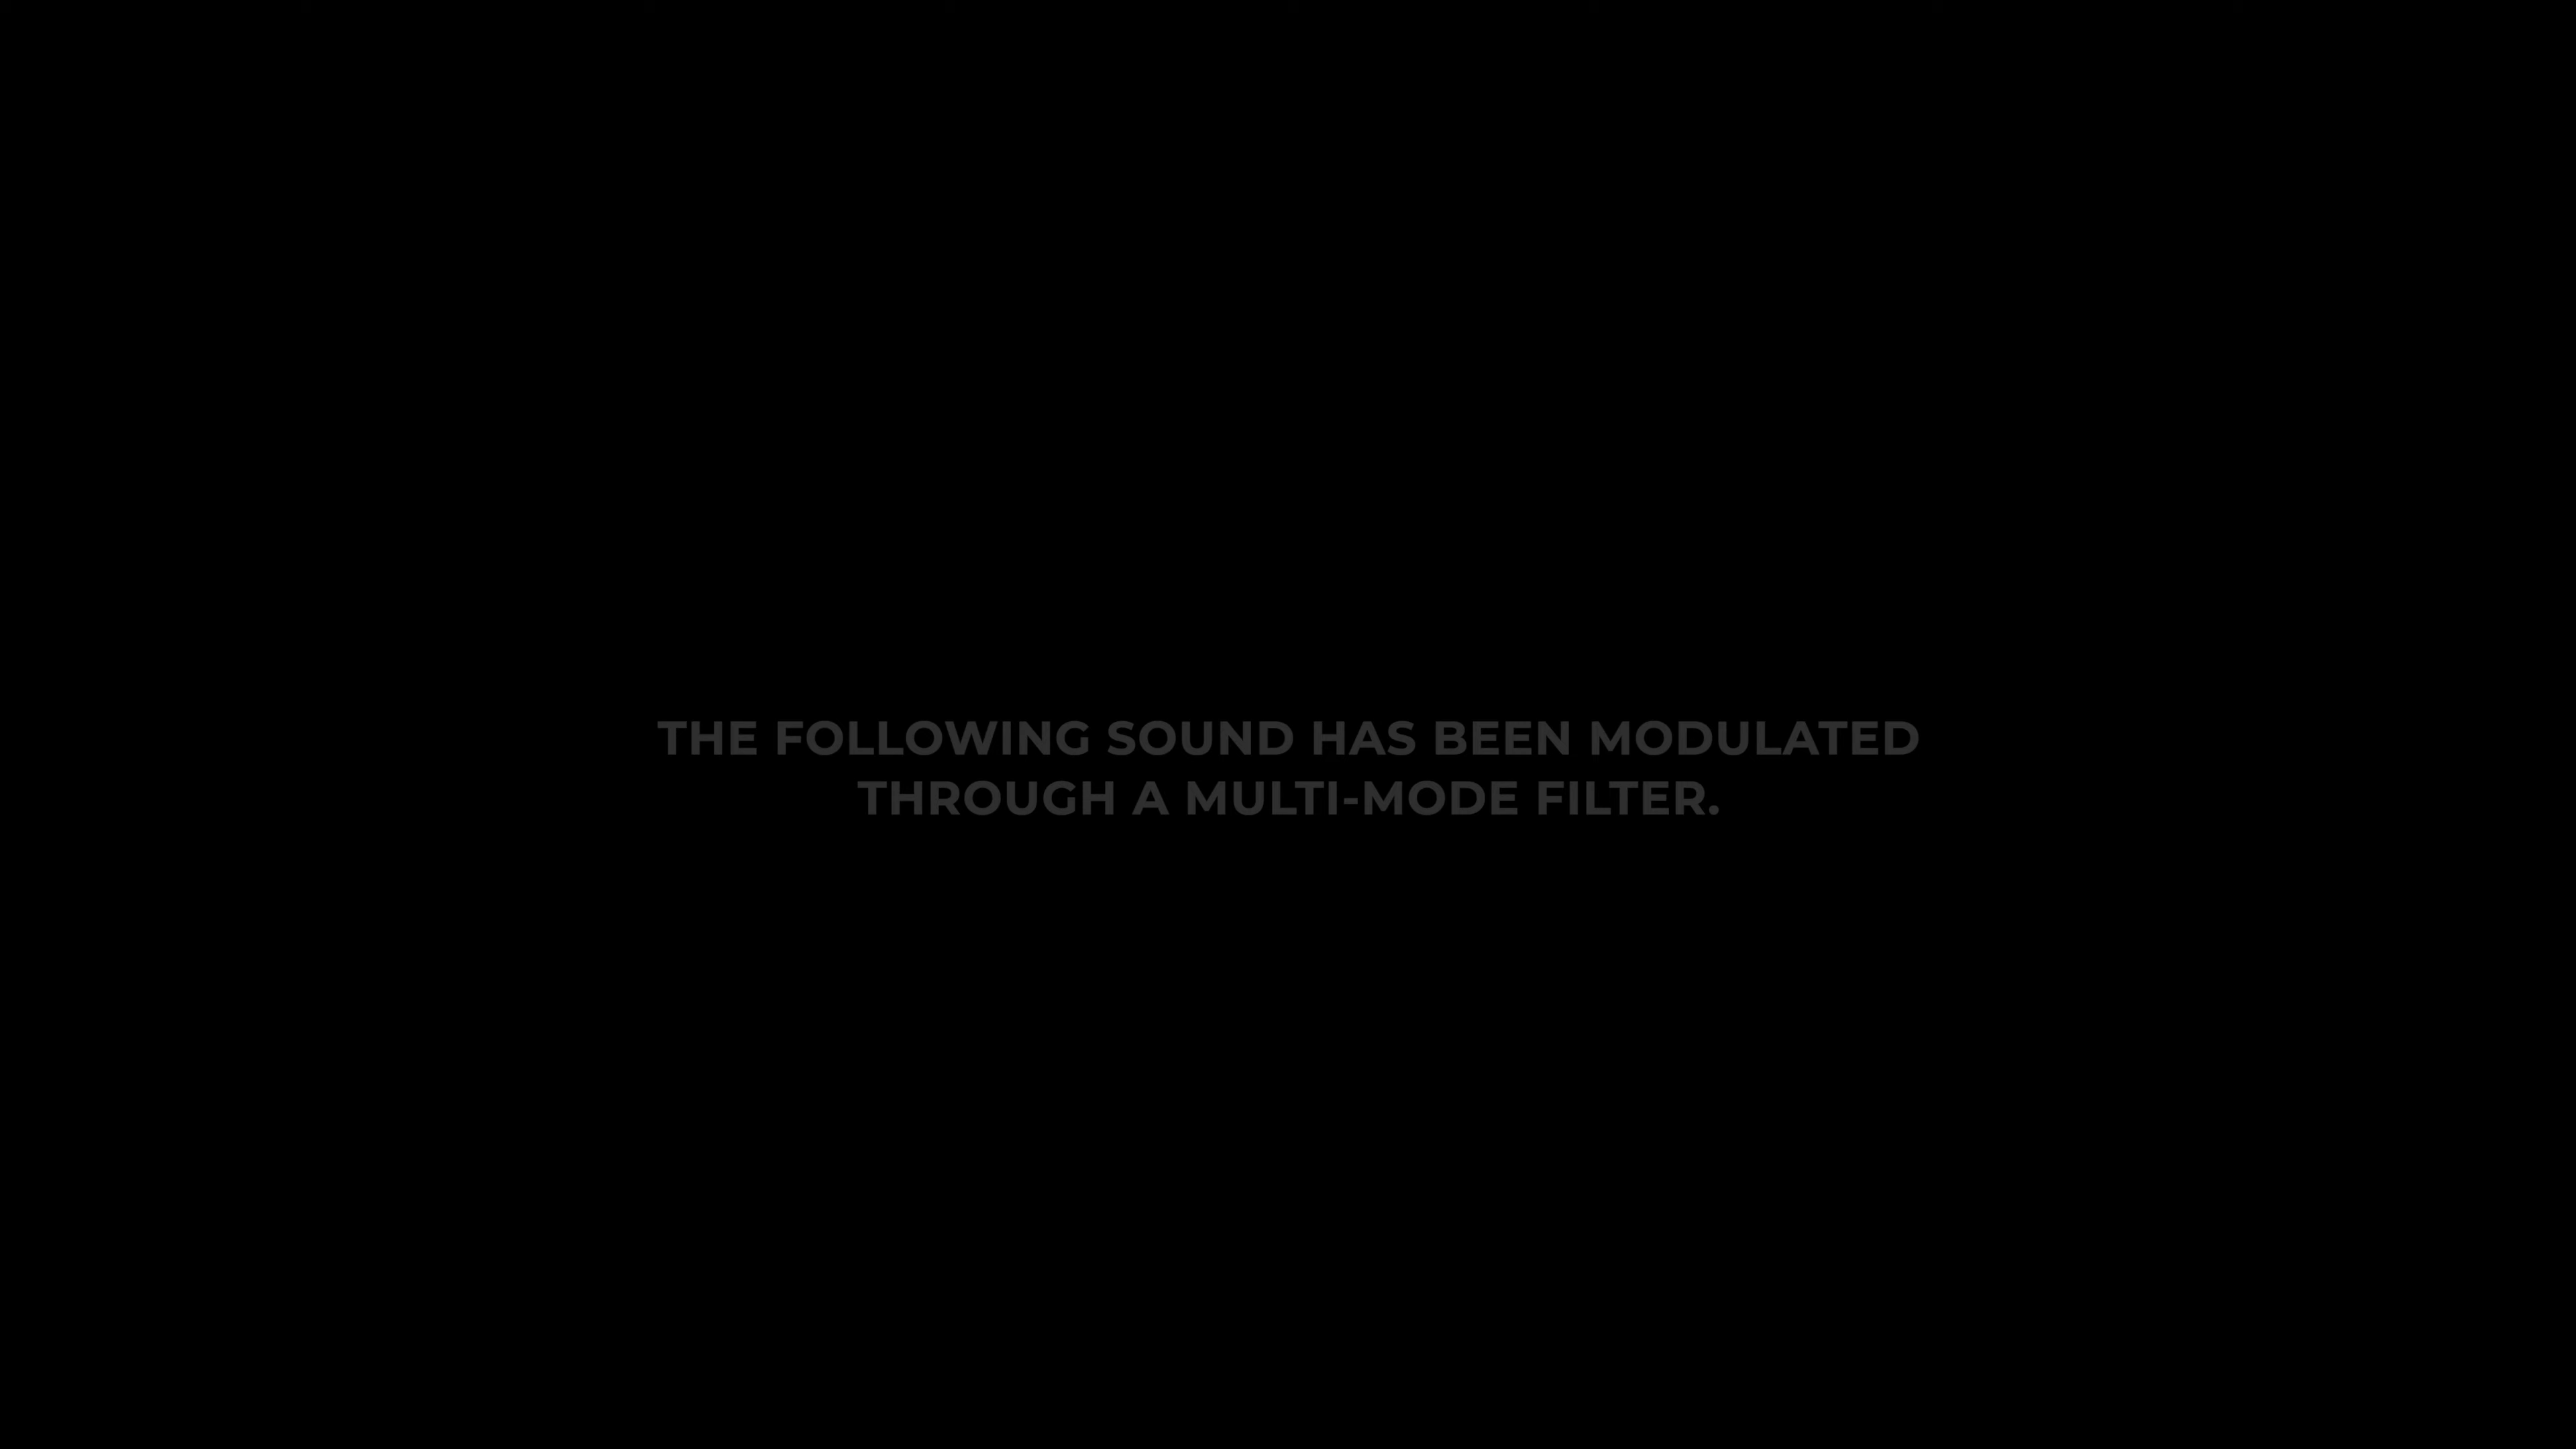 THE FOLLOWING SOUND HAS BEEN MODULATED
THROUGH A MULTI-MODE FILTER.